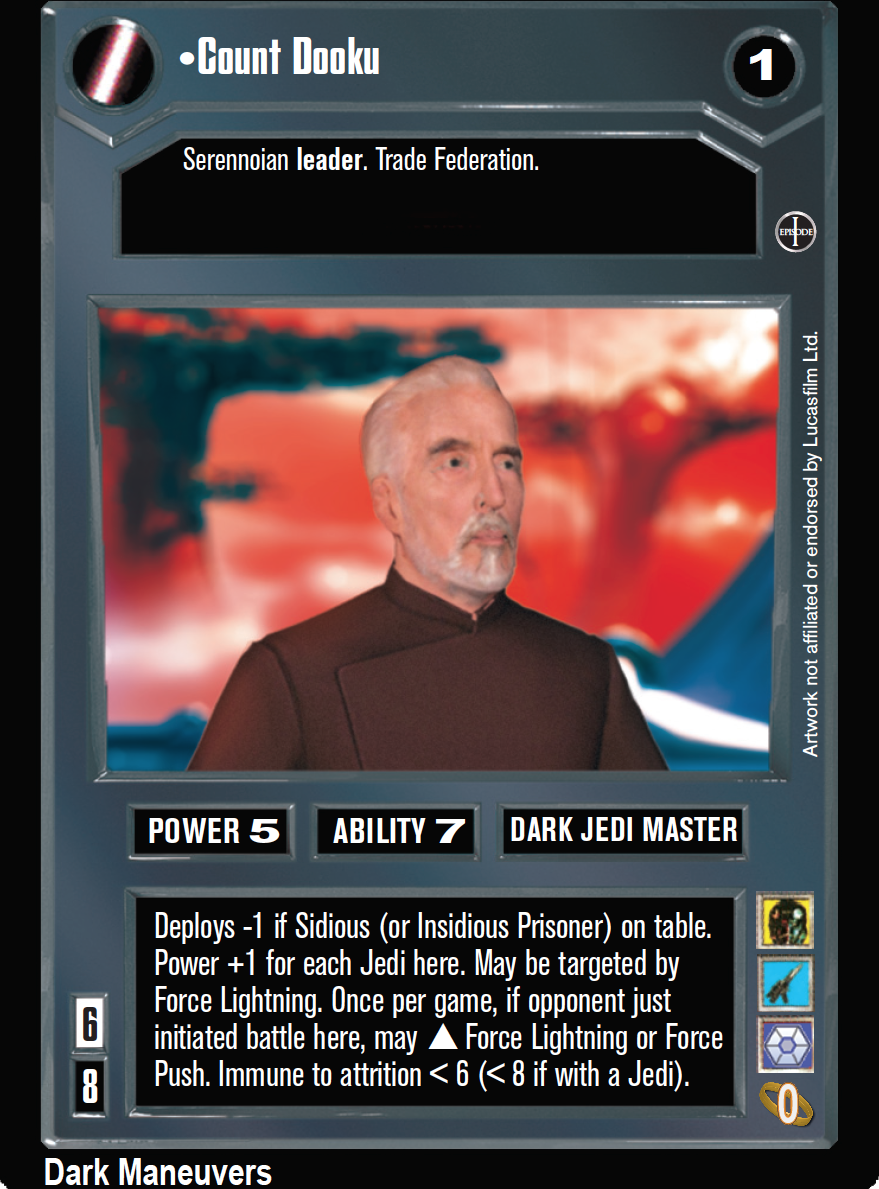 •Count Dooku
1
Serennoian leader. Trade Federation.
EPISODE I
Artwork not affiliated or endorsed by Lucasfilm Ltd.
POWER 5
ABILITY 7
DARK JEDI MASTER
Deploys -1 if Sidious (or Insidious Prisoner) on table.
Power +1 for each Jedi here. May be targeted by
Force Lightning. Once per game, if opponent just
initiated battle here, may ▲ Force Lightning or Force
Push. Immune to attrition < 6 (< 8 if with a Jedi).
6
8
0
Dark Maneuvers